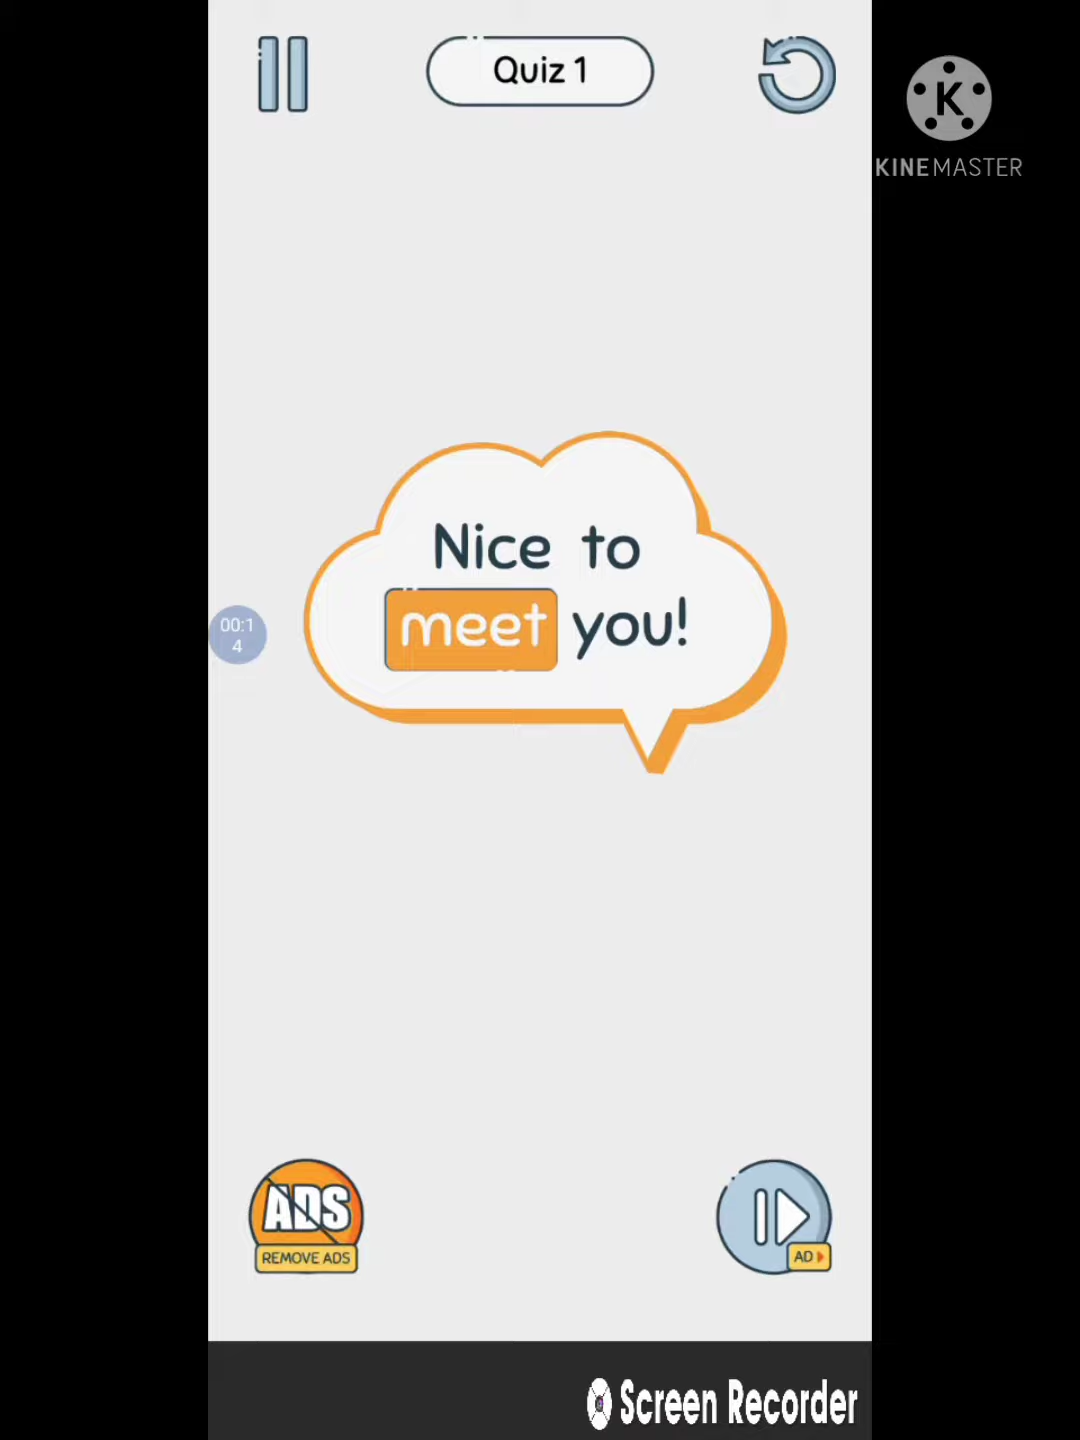 Quiz 1
K
KINEMASTER
Nice to
meet you!
00:1
4
ADS
REMOVE ADS
AD
Screen Recorder